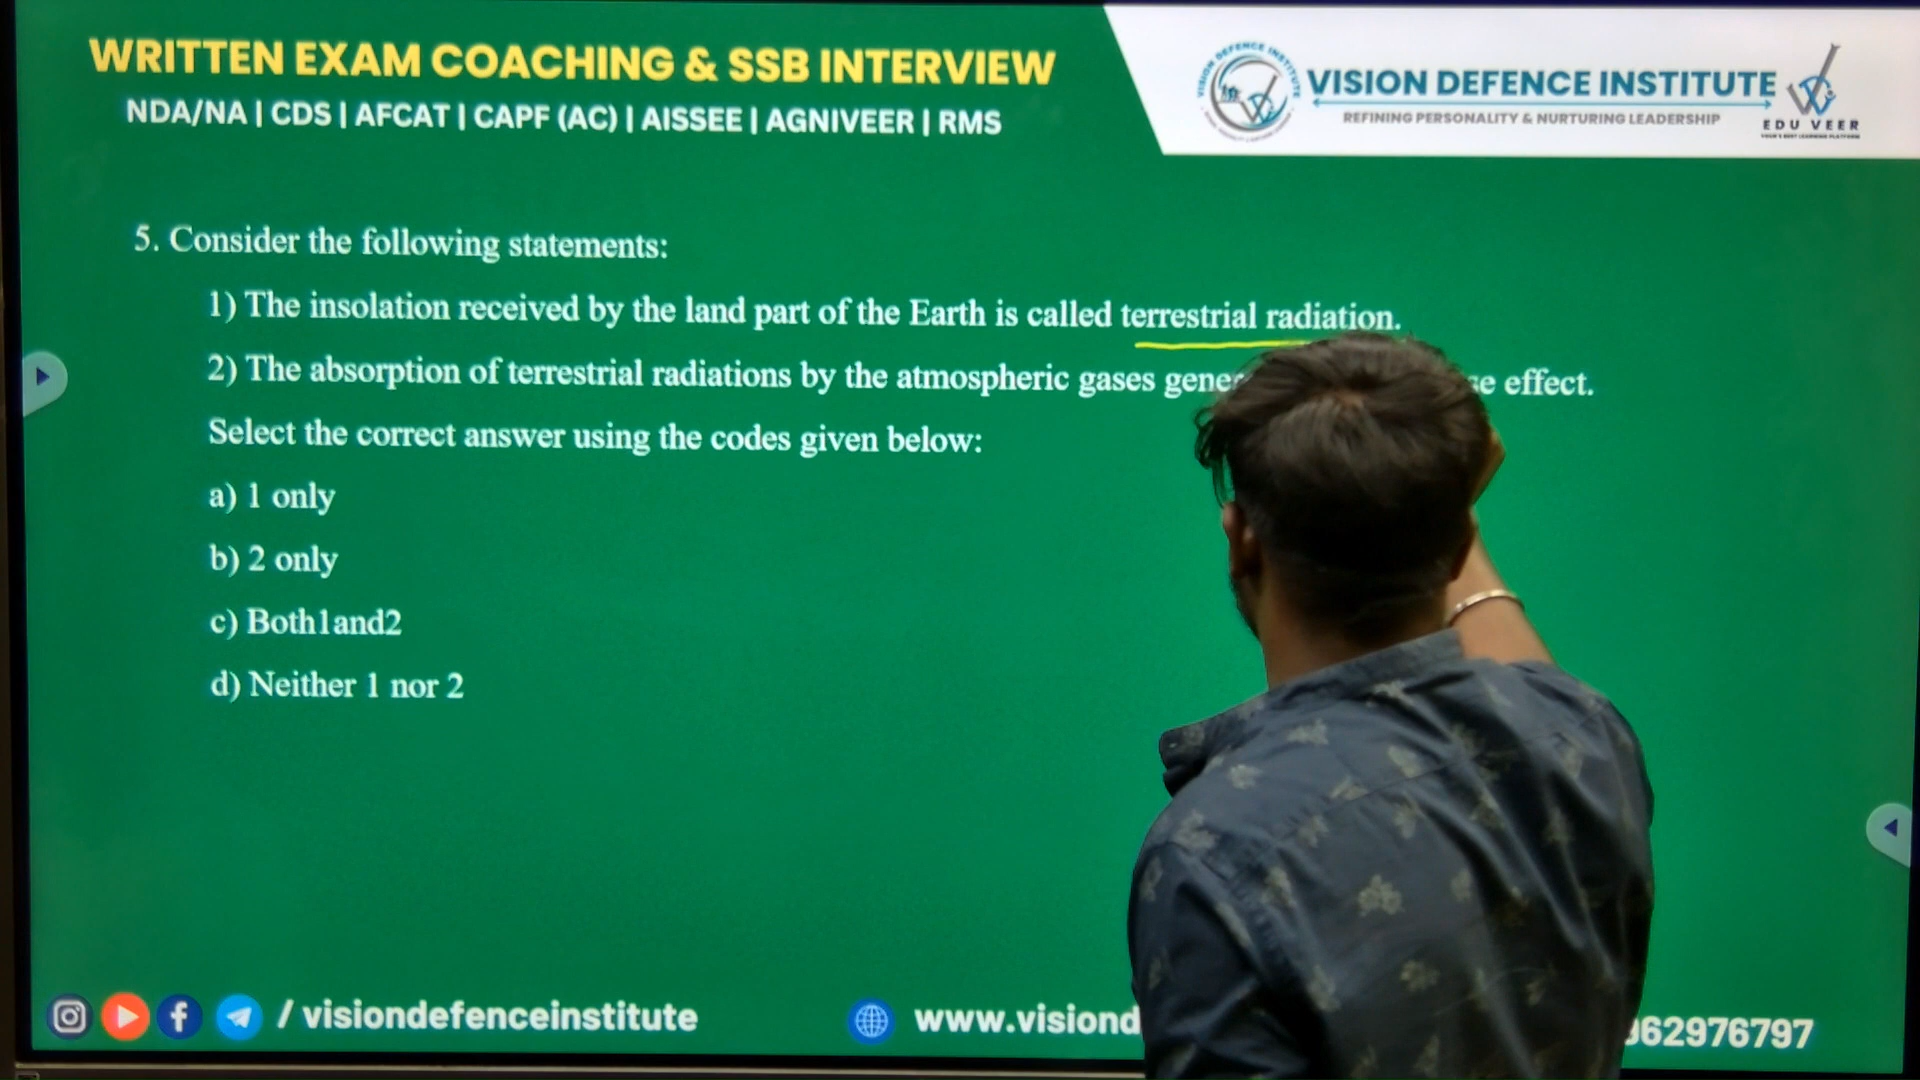 WRITTEN EXAM COACHING & SSB INTERVIEW
NDA/NA | CDS | AFCAT | CAPF (AC) | AISSEE | AGNIVEER | RMS
VISION DEFENCE INSTITUTE
REFINING PERSONALITY & NURTURING LEADERSHIP
EDU VEER
5. Consider the following statements:
1) The insolation received by the land part of the Earth is called terrestrial radiation.
2) The absorption of terrestrial radiations by the atmospheric gases effect.
Select the correct answer using the codes given below:
a) 1 only
b) 2 only
c) Both1and2
d) Neither 1 nor 2
/ visiondefenceinstitute
www.visiond
962976797